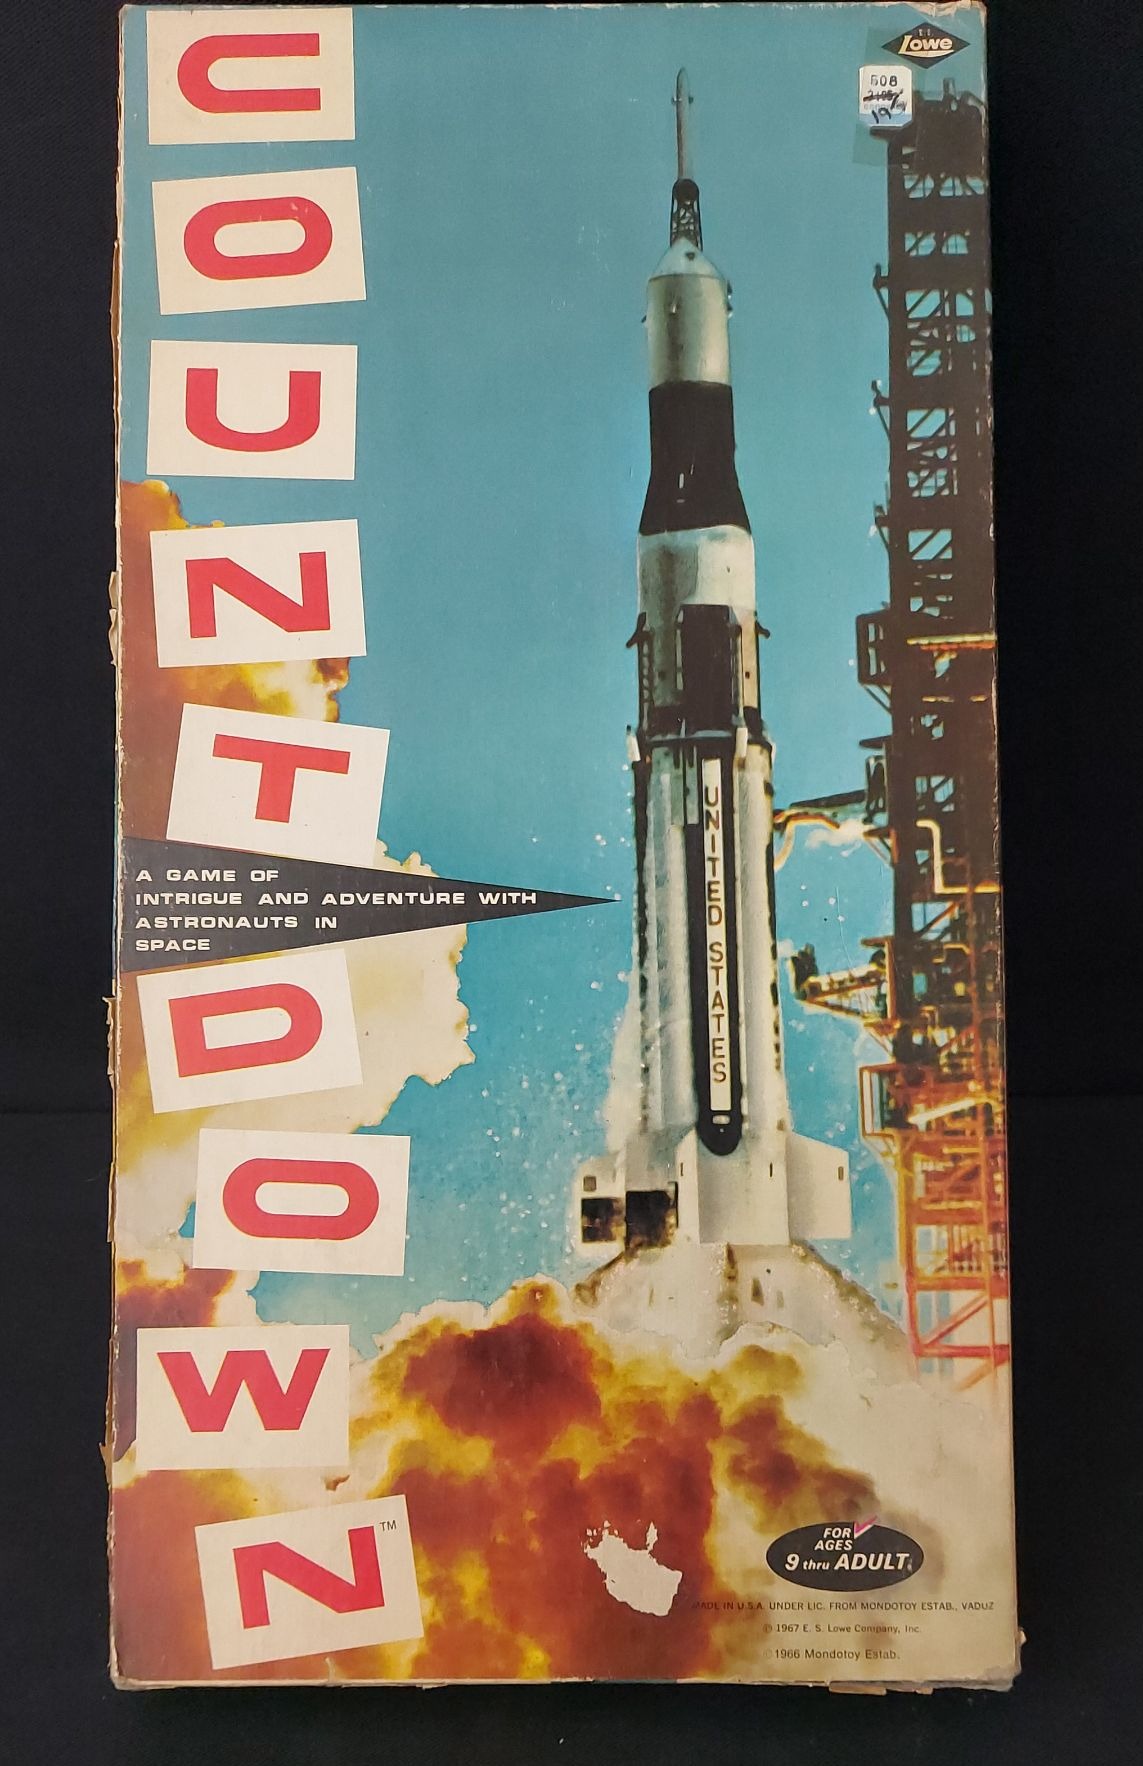 COUNTDOWN™
E.S.
Lowe
508
19
A GAME OF
INTRIGUE AND ADVENTURE WITH
ASTRONAUTS IN
SPACE
UNITED STATES
FOR
AGES
9 thru ADULT
MADE IN U.S.A. UNDER LIC. FROM MONDOTOY ESTAB., VADUZ
© 1967 E. S. Lowe Company, Inc.
©1966 Mondotoy Estab.